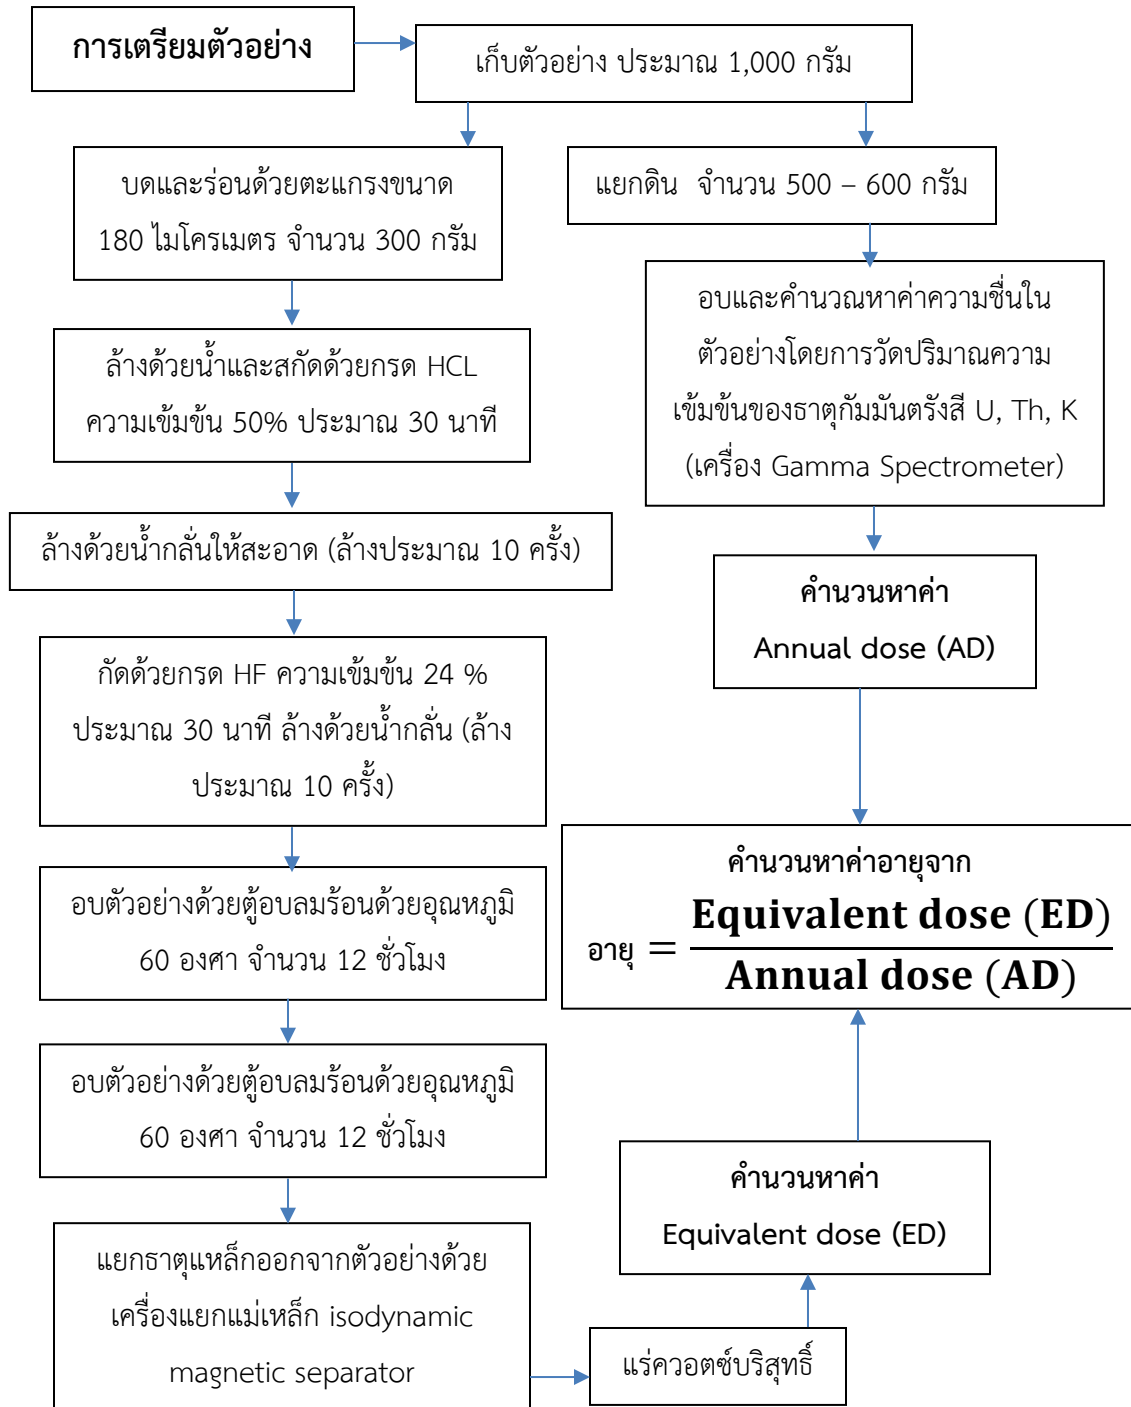 การเตรียมตัวอย่าง
เก็บตัวอย่าง ประมาณ 1,000 กรัม
บดและร่อนด้วยตะแกรงขนาด
180 ไมโครเมตร จำนวน 300 กรัม
ล้างด้วยน้ำและสกัดด้วยกรด HCL
ความเข้มข้น 50% ประมาณ 30 นาที
ล้างด้วยน้ำกลั่นให้สะอาด (ล้างประมาณ 10 ครั้ง)
กัดด้วยกรด HF ความเข้มข้น 24 %
ประมาณ 30 นาที ล้างด้วยน้ำกลั่น (ล้าง
ประมาณ 10 ครั้ง)
อบตัวอย่างด้วยตู้อบลมร้อนด้วยอุณหภูมิ
60 องศา จำนวน 12 ชั่วโมง
อบตัวอย่างด้วยตู้อบลมร้อนด้วยอุณหภูมิ
60 องศา จำนวน 12 ชั่วโมง
แยกธาตุแหล็กออกจากตัวอย่างด้วย
เครื่องแยกแม่เหล็ก isodynamic
magnetic separator
แร่ควอตซ์บริสุทธิ์
คำนวนหาค่า
Equivalent dose (ED)
แยกดิน จำนวน 500 – 600 กรัม
อบและคำนวณหาค่าความชื่นใน
ตัวอย่างโดยการวัดปริมาณความ
เข้มข้นของธาตุกัมมันตรังสี U, Th, K
(เครื่อง Gamma Spectrometer)
คำนวนหาค่า
Annual dose (AD)
คำนวนหาค่าอายุจาก
อายุ = Equivalent dose (ED)
Annual dose (AD)